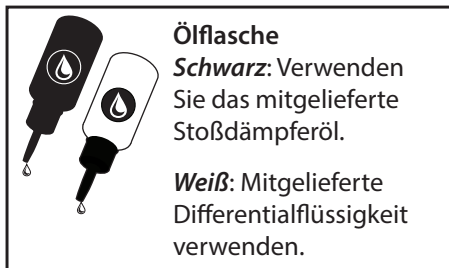 Ölflasche
Schwarz: Verwenden
Sie das mitgelieferte
Stoßdämpferöl.
Weiß: Mitgelieferte
Differentialflüssigkeit
verwenden.